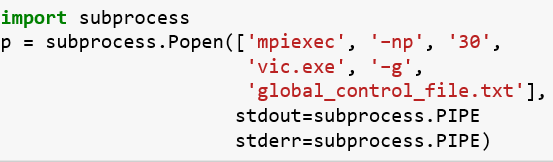 import subprocess
p = subprocess.Popen(['mpiexec', '–np', '30',
'vic.exe', '–g',
'global_control_file.txt'],
stdout=subprocess.PIPE
stderr=subprocess.PIPE)